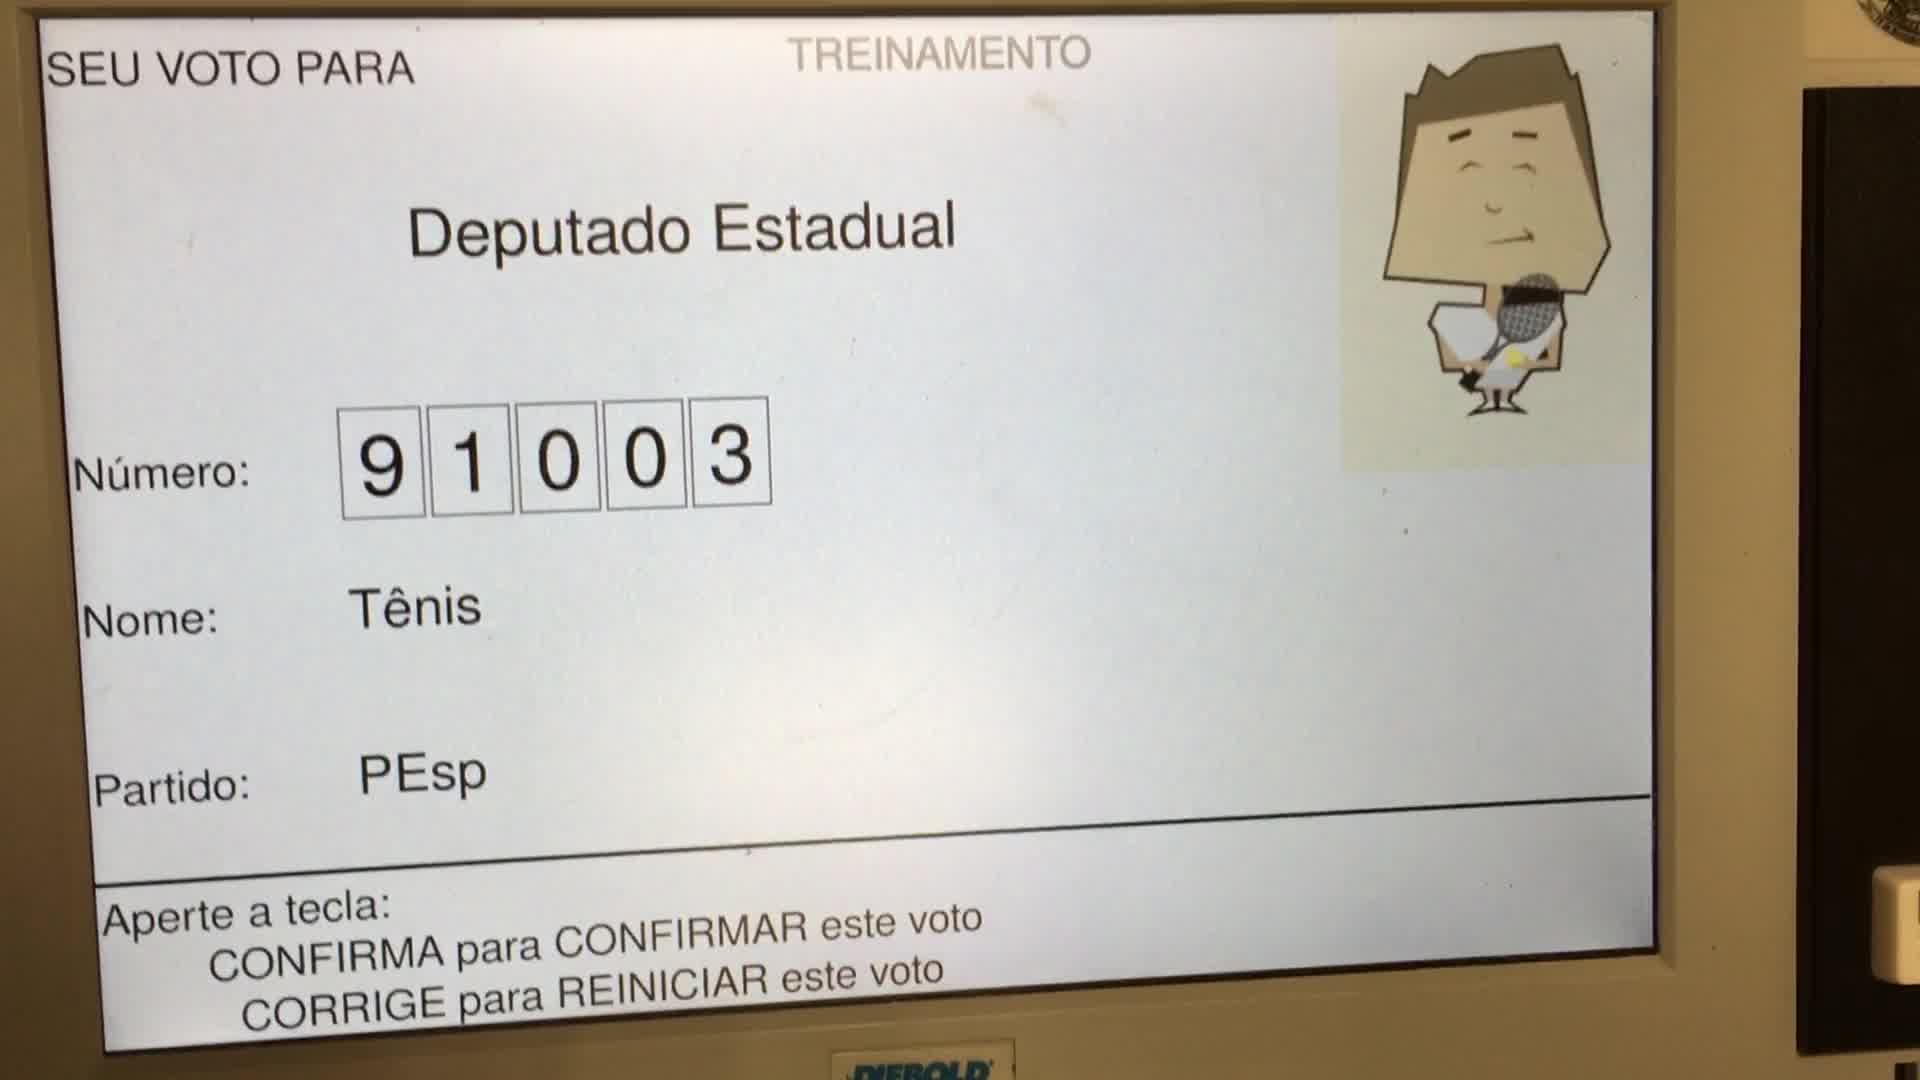 SEU VOTO PARA
TREINAMENTO
Deputado Estadual
Número: 9 1 0 0 3
Nome: Tênis
Partido: PEsp
Aperte a tecla:
CONFIRMA para CONFIRMAR este voto
CORRIGE para REINICIAR este voto
DIEBOLD